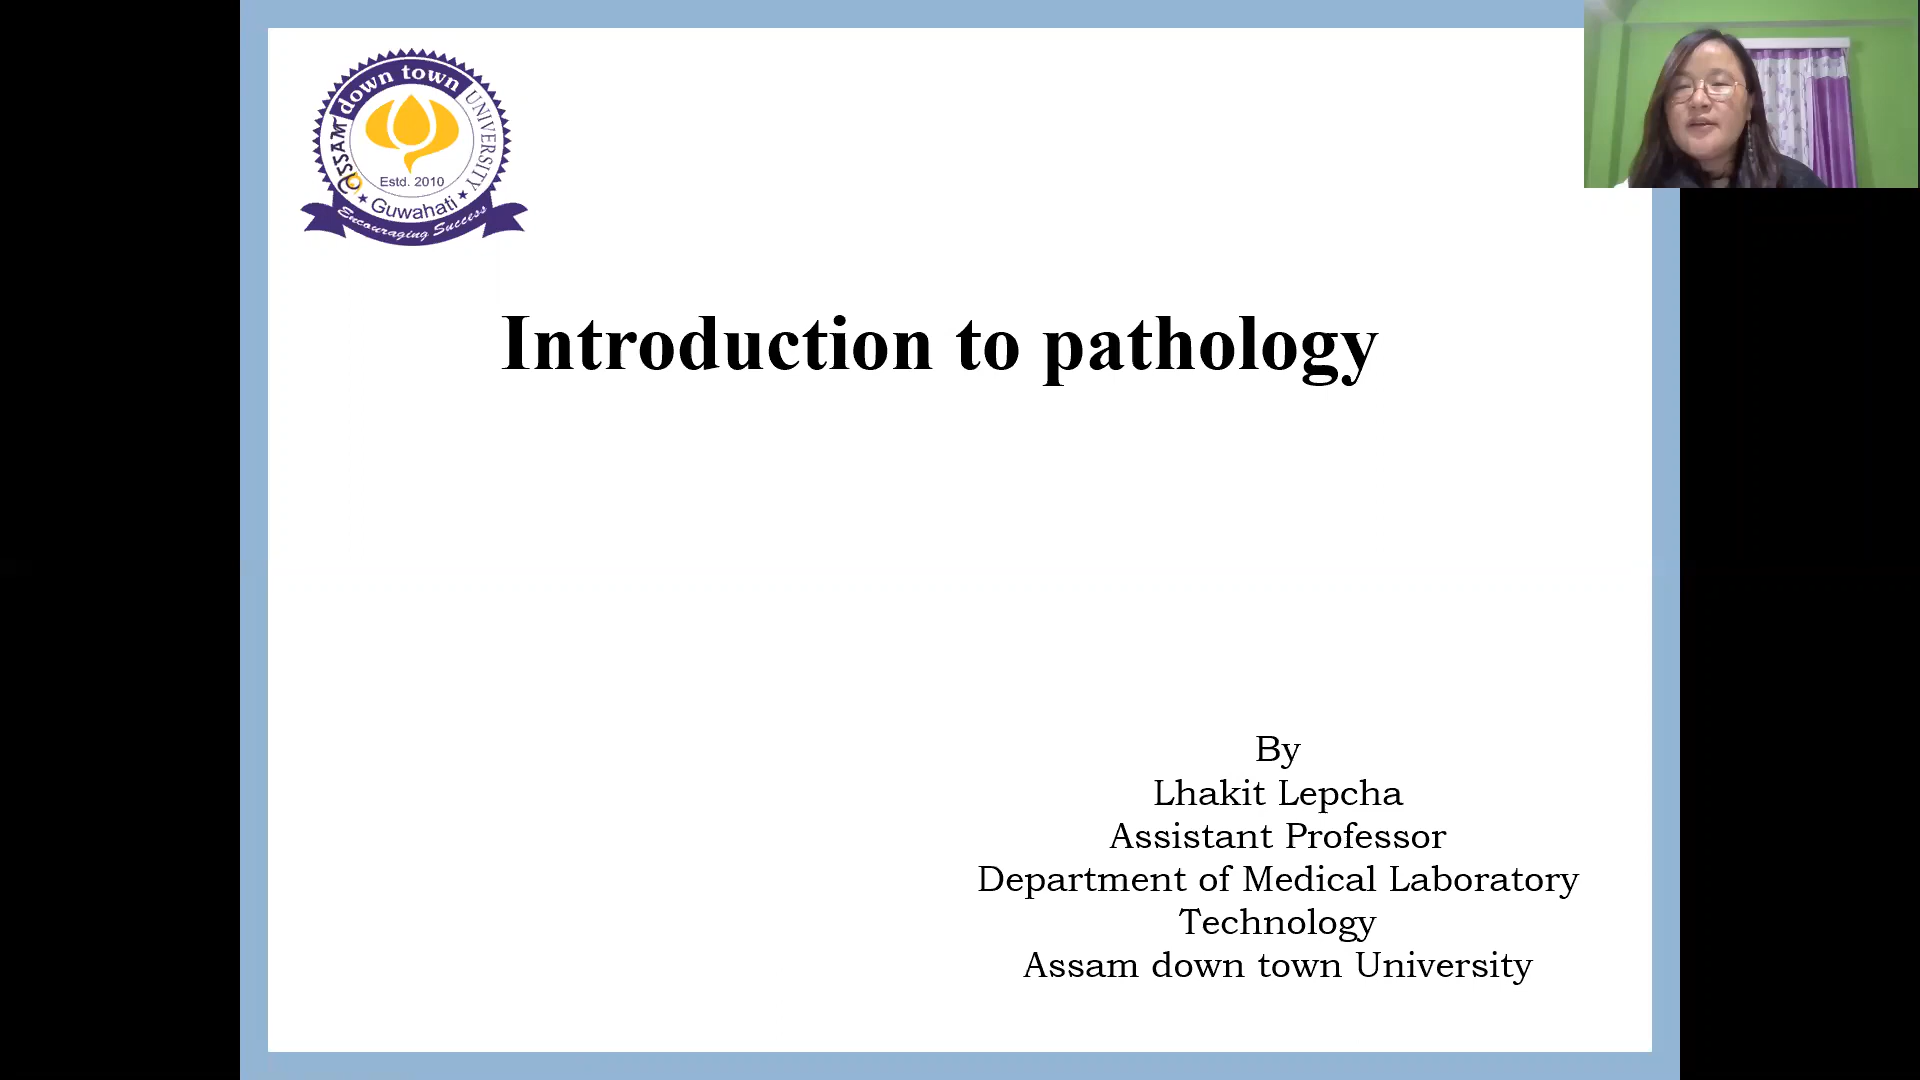 ASSAM down town UNIVERSITY
Estd. 2010
Guwahati
Encouraging Success
Introduction to pathology
By
Lhakit Lepcha
Assistant Professor
Department of Medical Laboratory
Technology
Assam down town University